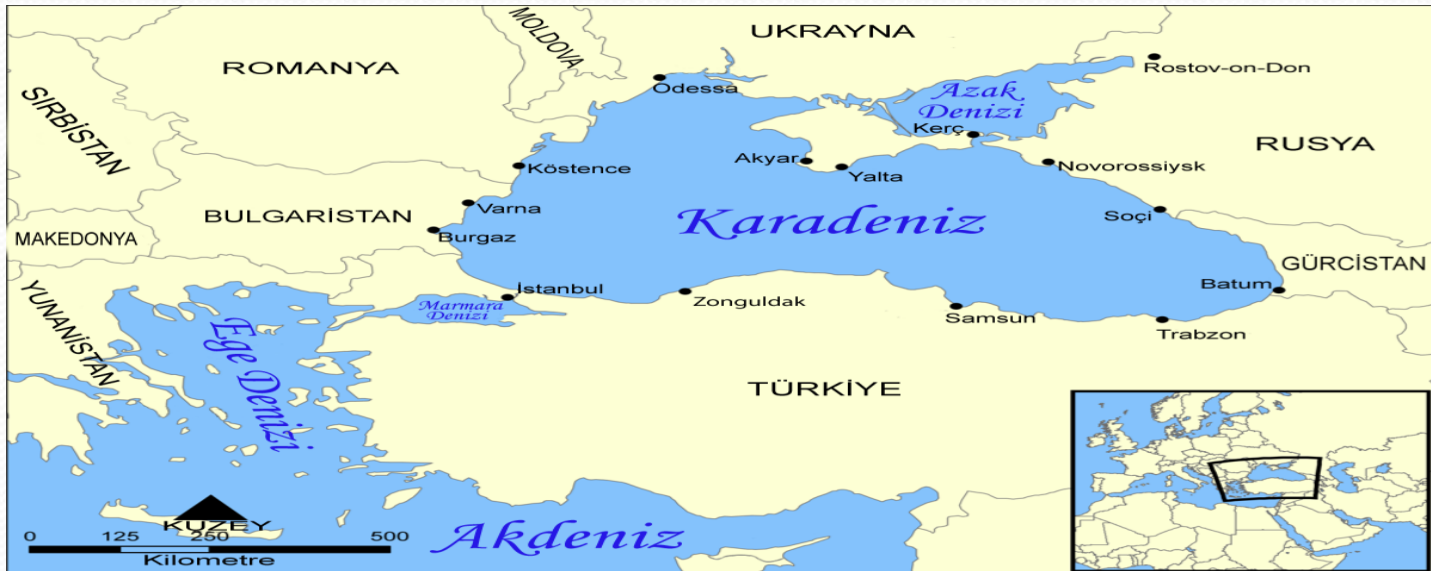 UKRAYNA
MOLDOVA
ROMANYA
Rostov-on-Don
Odessa
Azak
Denizi
SIRBİSTAN
Kerç
RUSYA
Akyar
Novorossiysk
Köstence
Yalta
Varna
Karadeniz
Soçi
BULGARİSTAN
Burgaz
MAKEDONYA
GÜRCİSTAN
Batum
İstanbul
Marmara
Denizi
Zonguldak
Samsun
Trabzon
YUNANİSTAN
Ege Denizi
TÜRKİYE
KUZEY
0 125 250 500
Kilometre
Akdeniz